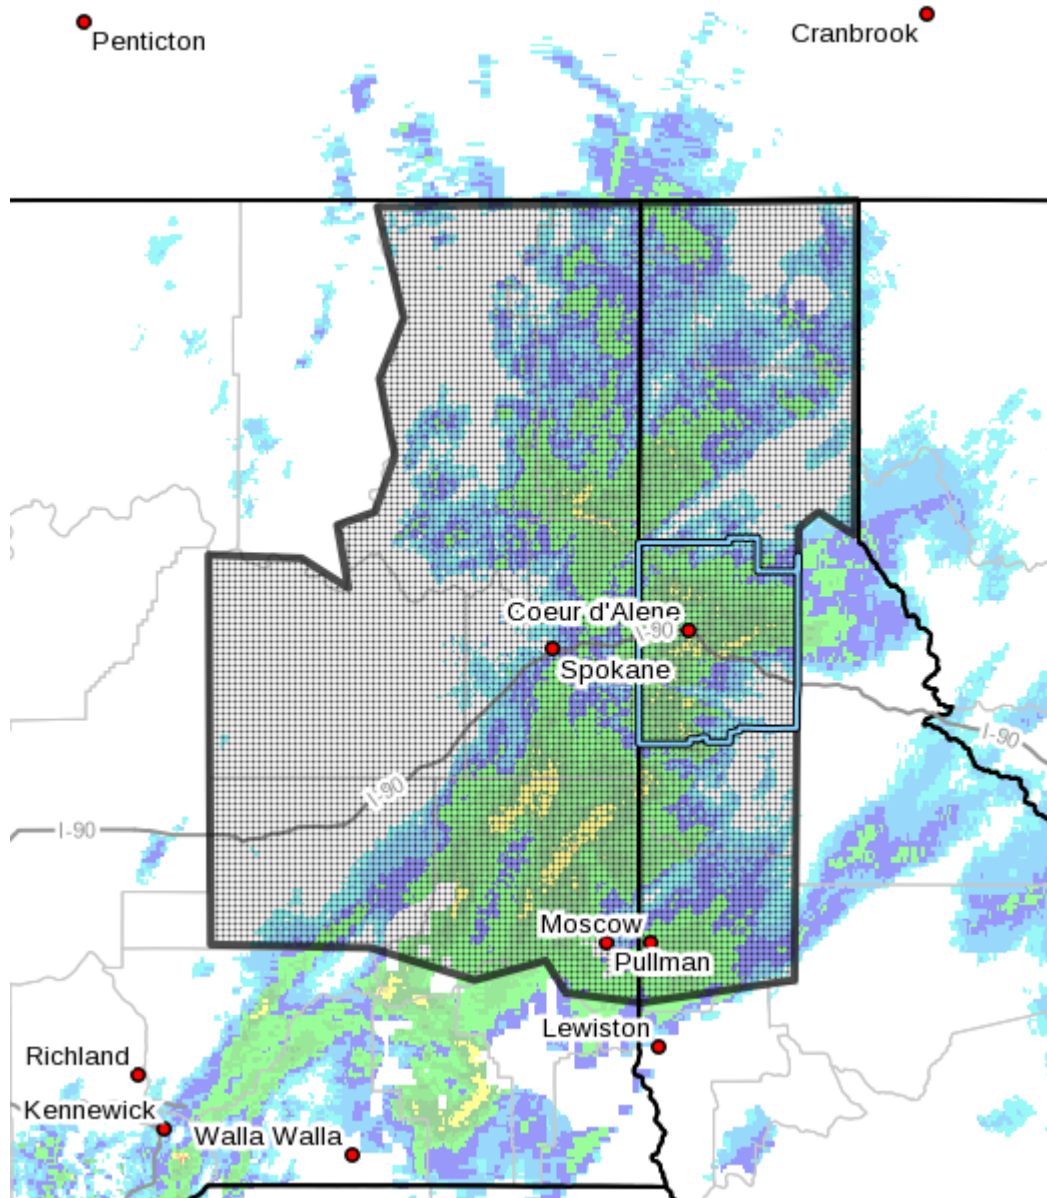 Penticton
Cranbrook
Coeur d'Alene
I-90
Spokane
I-90
I-90
I-90
Moscow
Pullman
Lewiston
Richland
Kennewick
Walla Walla